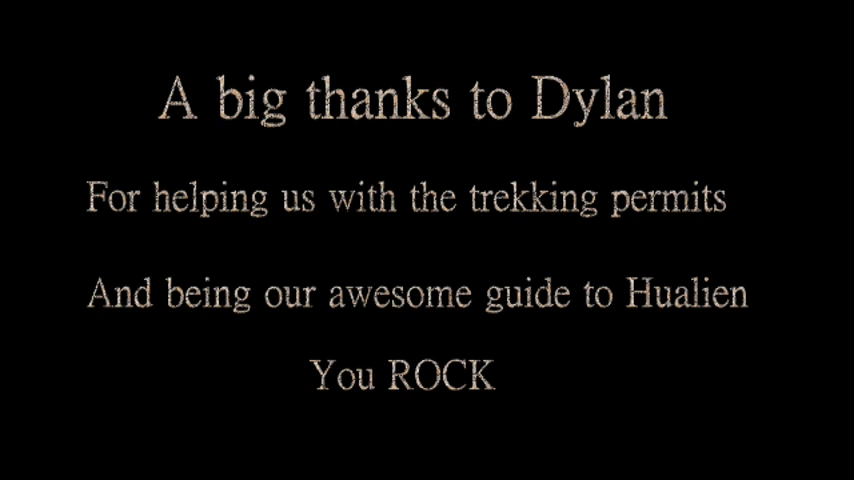 A big thanks to Dylan
For helping us with the trekking permits
And being our awesome guide to Hualien
You ROCK